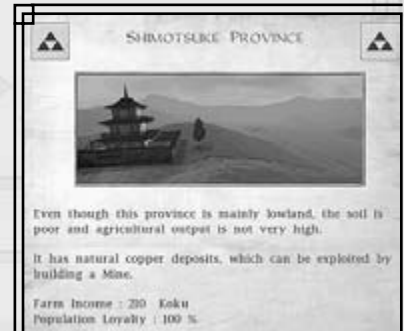 SHIMOTSUKE PROVINCE
Even though this province is mainly lowland, the soil is
poor and agricultural output is not very high.
It has natural copper deposits, which can be exploited by
building a Mine.
Farm Income : 210 Koku
Population Loyalty : 100 %